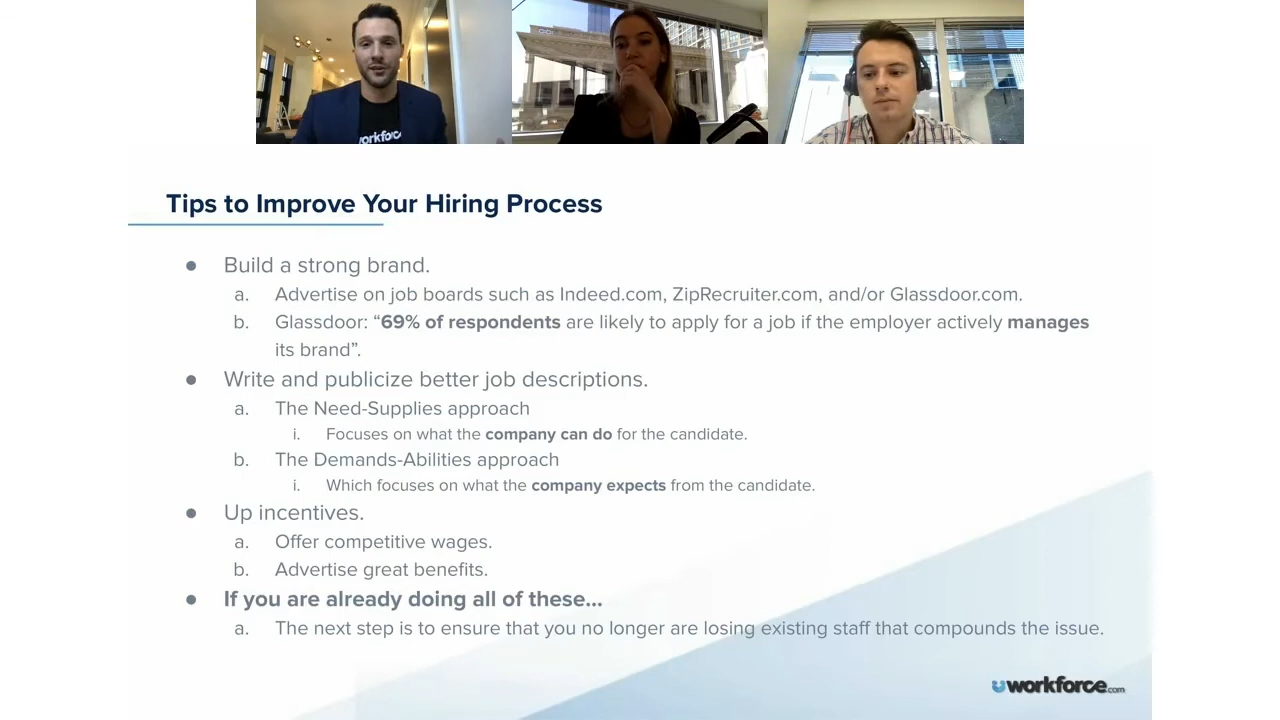 workforce
Tips to Improve Your Hiring Process
● Build a strong brand.
a. Advertise on job boards such as Indeed.com, ZipRecruiter.com, and/or Glassdoor.com.
b. Glassdoor: “69% of respondents are likely to apply for a job if the employer actively manages
its brand”.
● Write and publicize better job descriptions.
a. The Need-Supplies approach
i. Focuses on what the company can do for the candidate.
b. The Demands-Abilities approach
i. Which focuses on what the company expects from the candidate.
● Up incentives.
a. Offer competitive wages.
b. Advertise great benefits.
● If you are already doing all of these...
a. The next step is to ensure that you no longer are losing existing staff that compounds the issue.
workforce.com